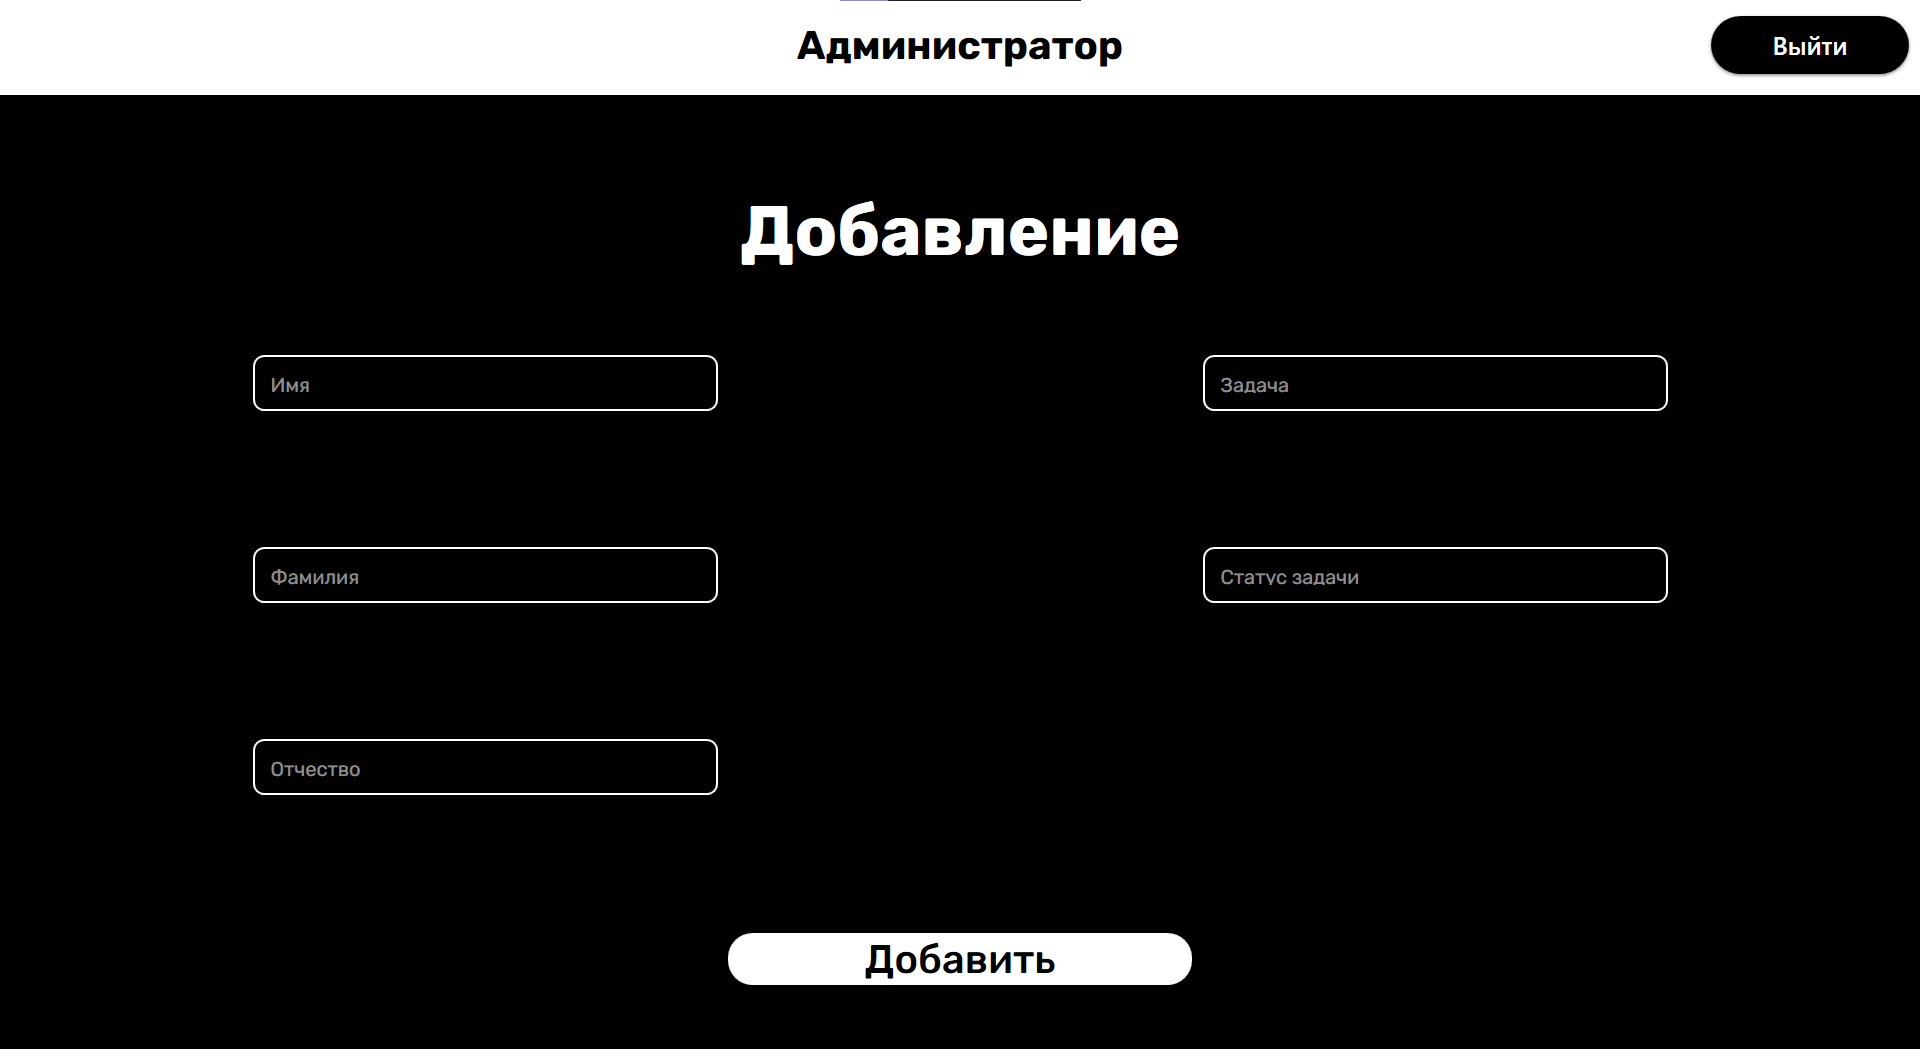 Администратор
Выйти
Добавление
Имя
Задача
Фамилия
Статус задачи
Отчество
Добавить